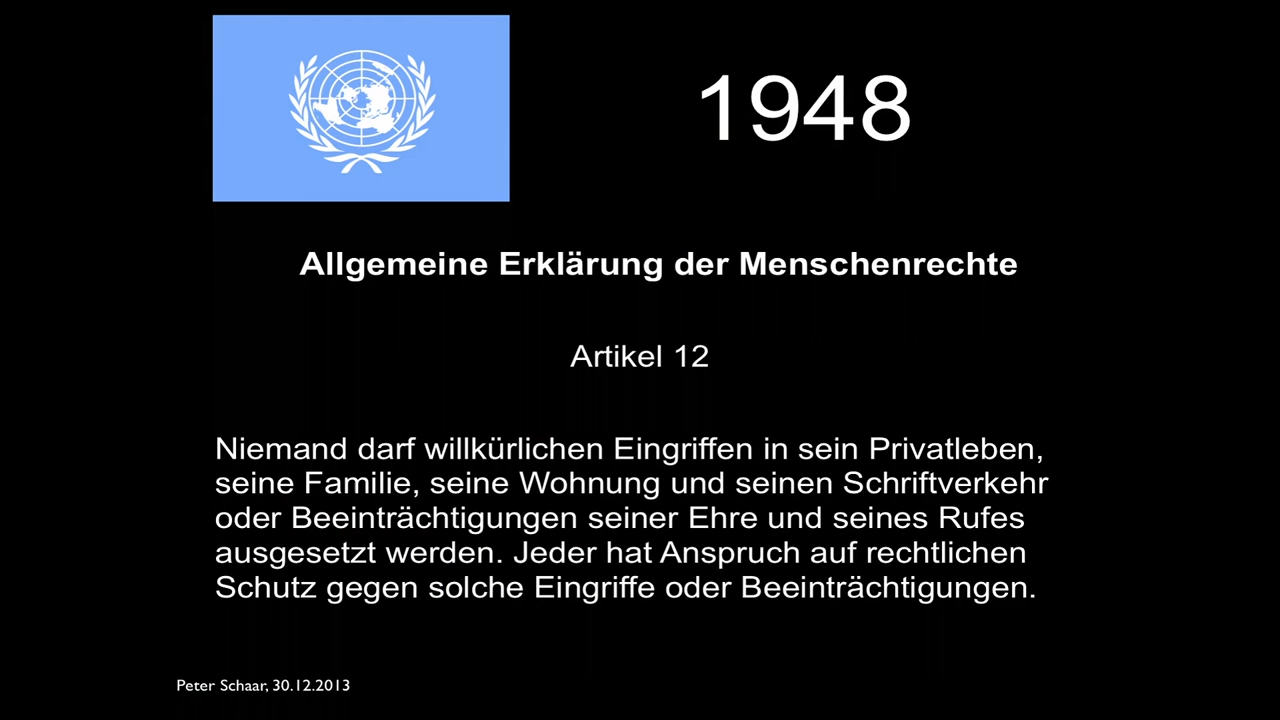 1948
Allgemeine Erklärung der Menschenrechte
Artikel 12
Niemand darf willkürlichen Eingriffen in sein Privatleben,
seine Familie, seine Wohnung und seinen Schriftverkehr
oder Beeinträchtigungen seiner Ehre und seines Rufes
ausgesetzt werden. Jeder hat Anspruch auf rechtlichen
Schutz gegen solche Eingriffe oder Beeinträchtigungen.
Peter Schaar, 30.12.2013